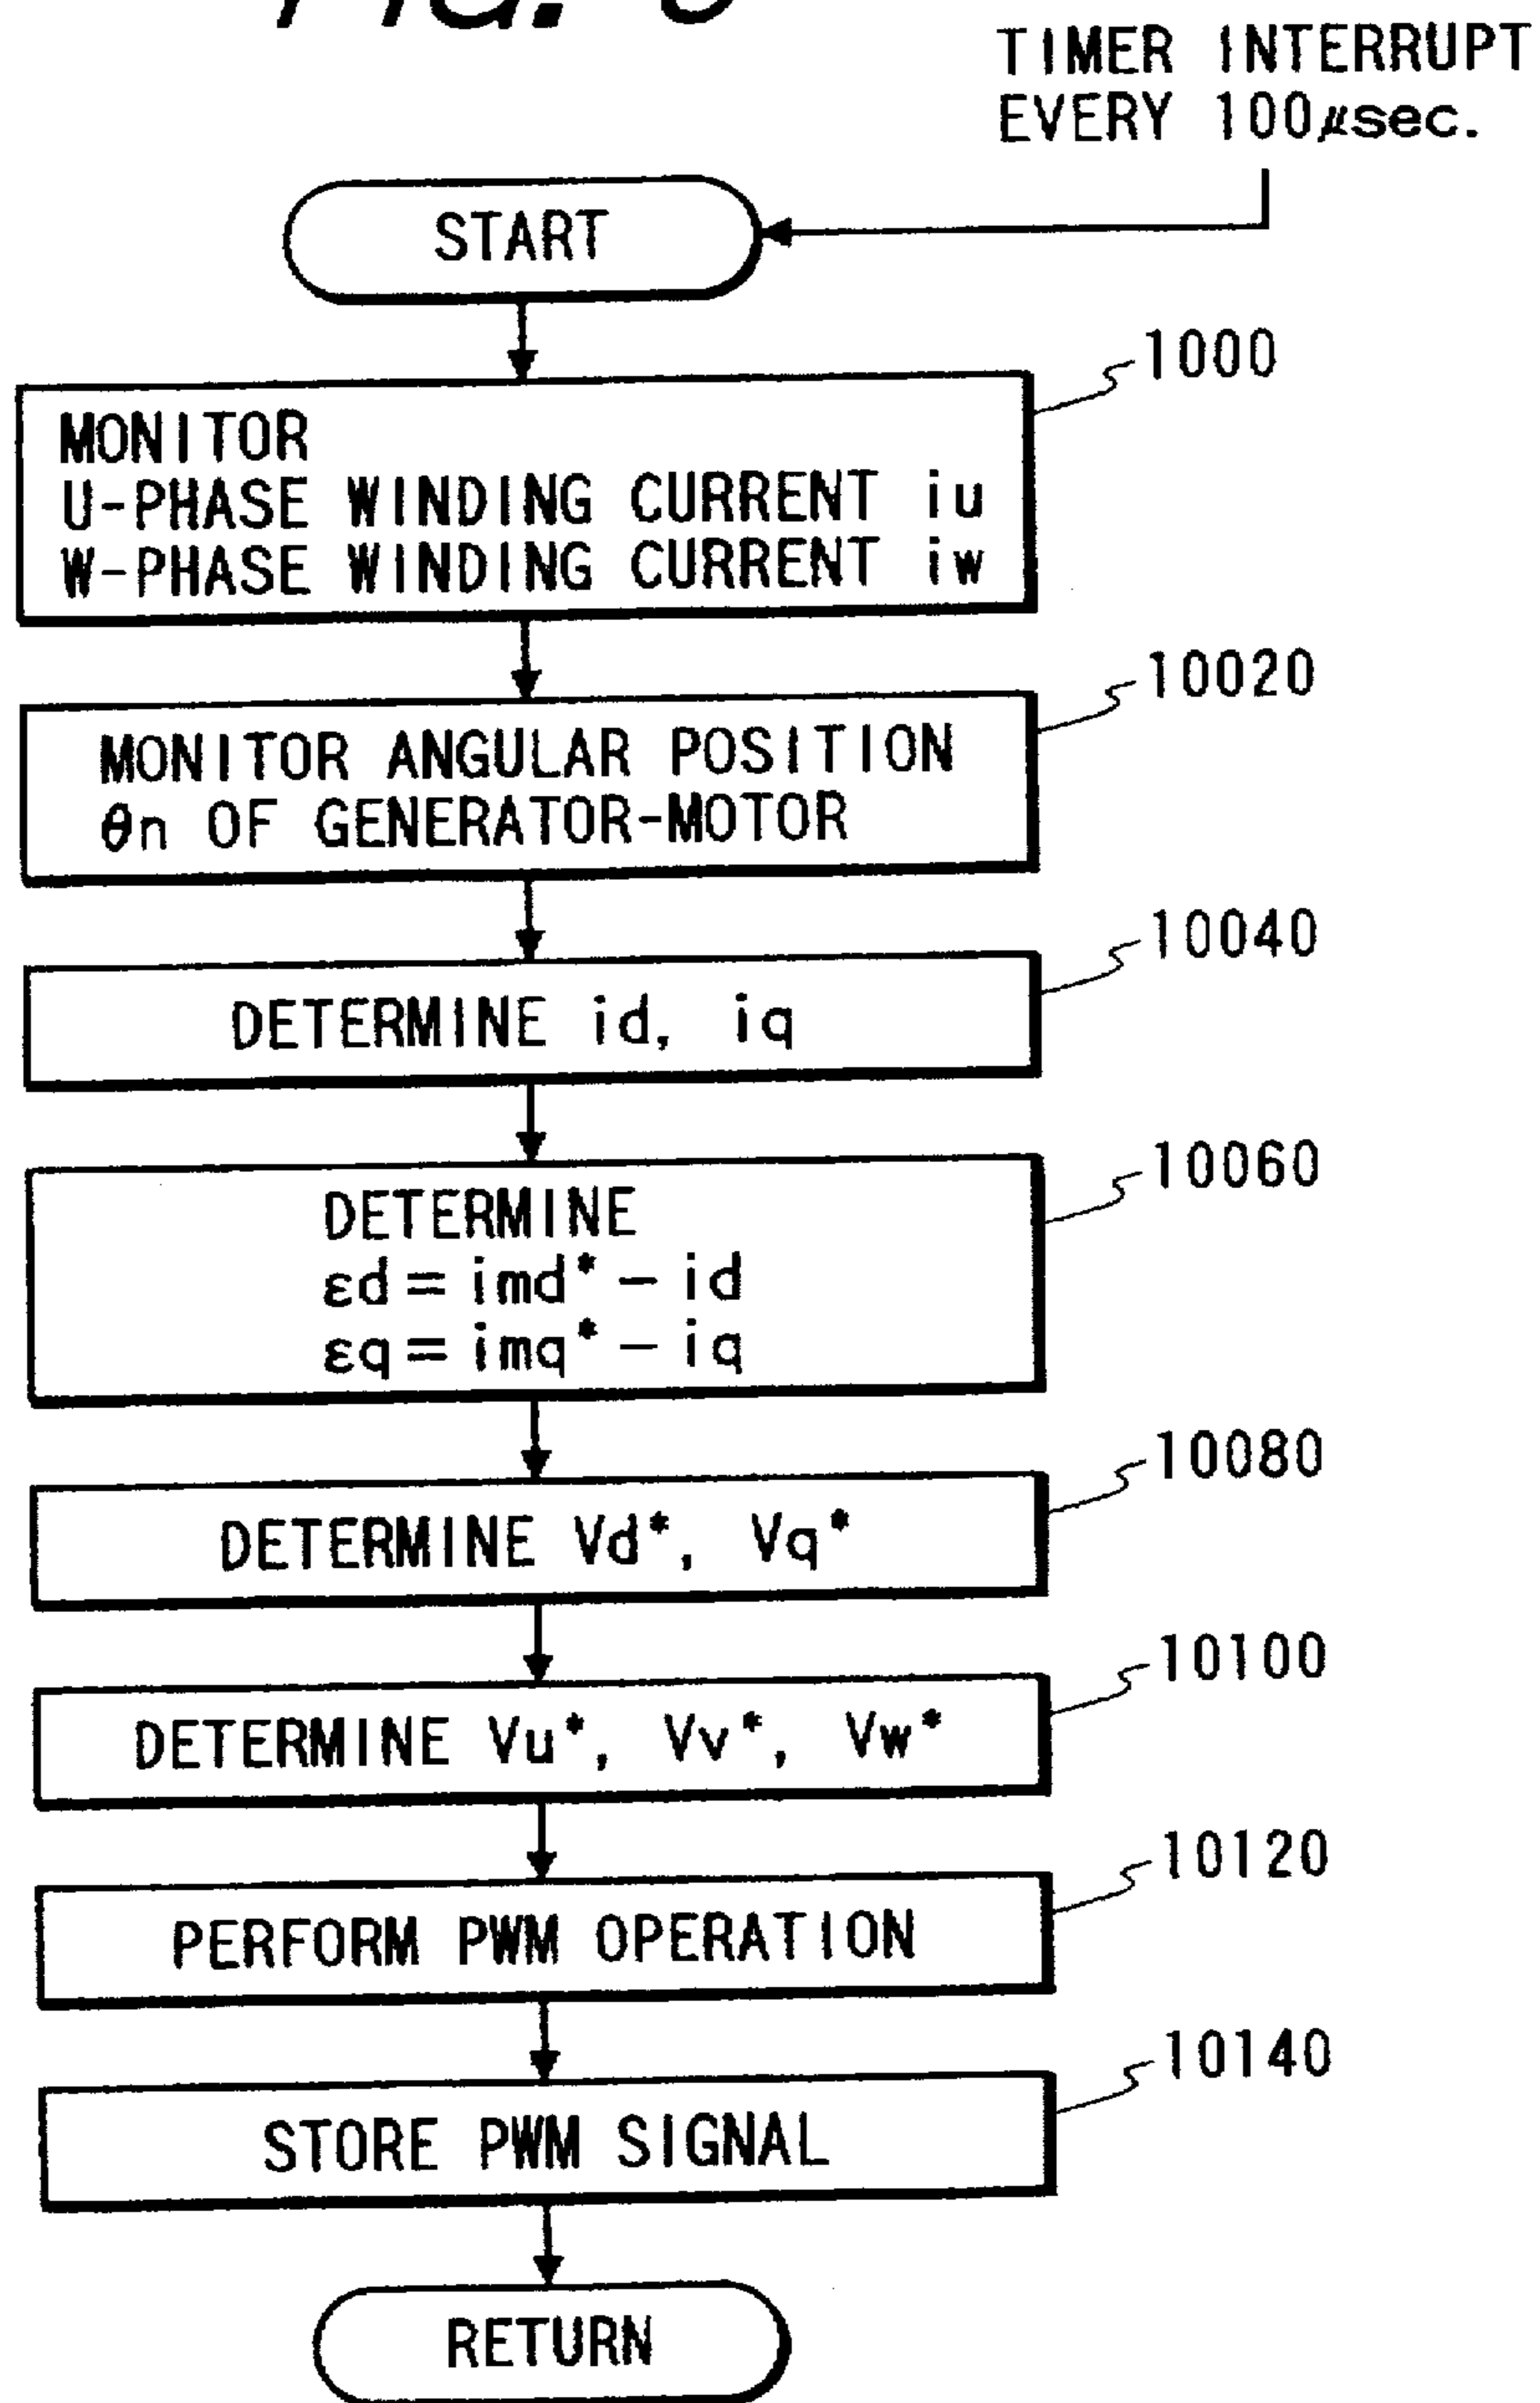 TIMER INTERRUPT
EVERY 100μsec.
START
1000
MONITOR
U-PHASE WINDING CURRENT iu
W-PHASE WINDING CURRENT iw
10020
MONITOR ANGULAR POSITION
θn OF GENERATOR-MOTOR
10040
DETERMINE id, iq
10060
DETERMINE
εd = imd* - id
εq = imq* - iq
10080
DETERMINE Vd*, Vq*
10100
DETERMINE Vu*, Vv*, Vw*
10120
PERFORM PWM OPERATION
10140
STORE PWM SIGNAL
RETURN